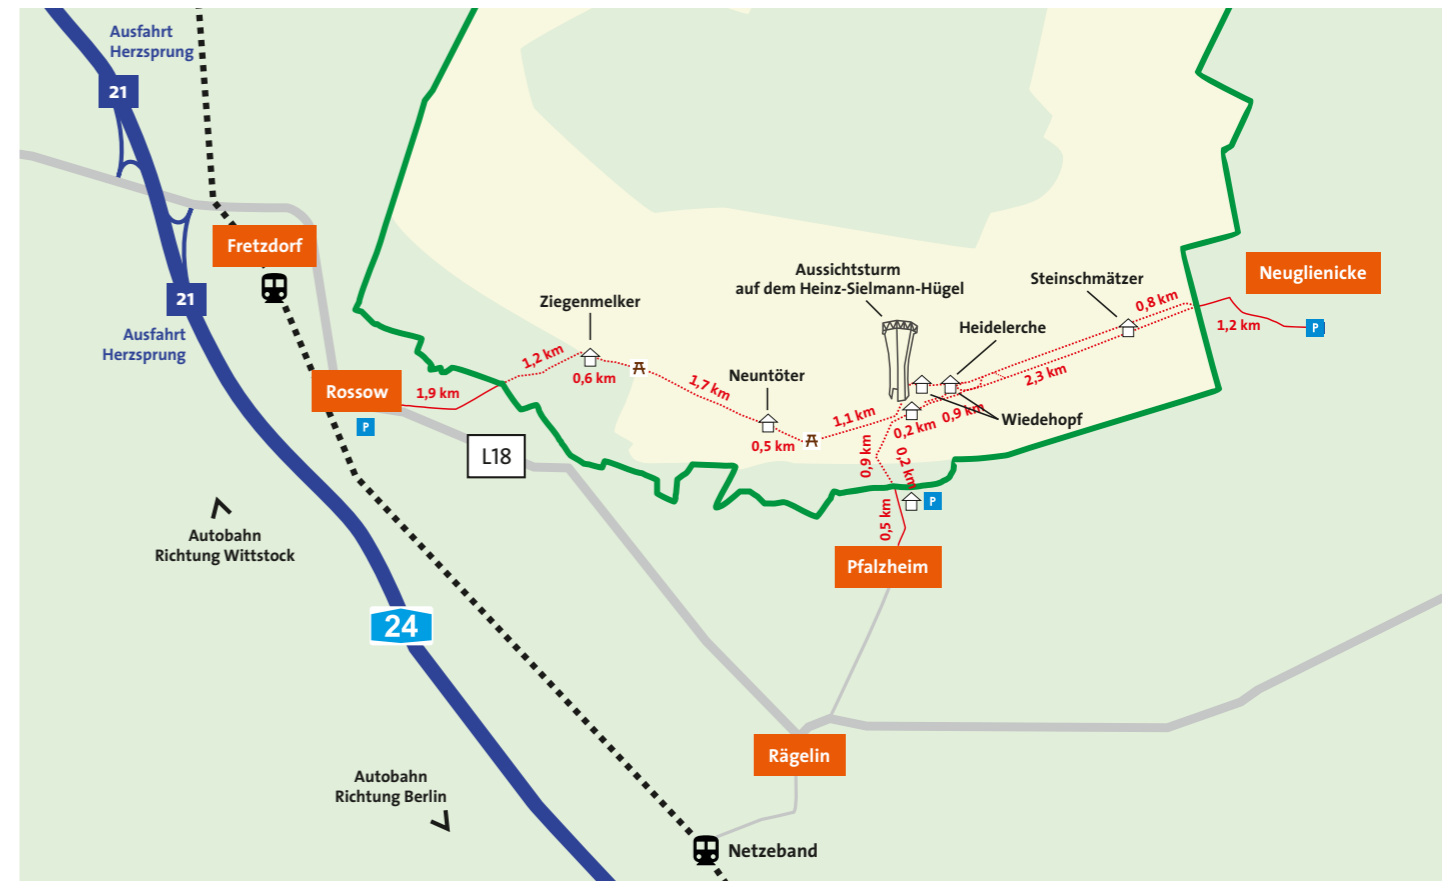 Ausfahrt
Herzsprung
21
Fretzdorf
21
Ausfahrt
Herzsprung
Rossow
P
1,9 km
1,2 km
Ziegenmelker
0,6 km
1,7 km
Neuntöter
0,5 km
1,1 km
Aussichtsturm
auf dem Heinz-Sielmann-Hügel
Heidelerche
Steinschmätzer
0,8 km
Neuglienicke
1,2 km
P
2,3 km
Wiedehopf
0,9 km
0,2 km
0,9 km
0,2 km
P
0,5 km
Pfalzheim
L18
Autobahn
Richtung Wittstock
24
Rägelin
Autobahn
Richtung Berlin
Netzeband